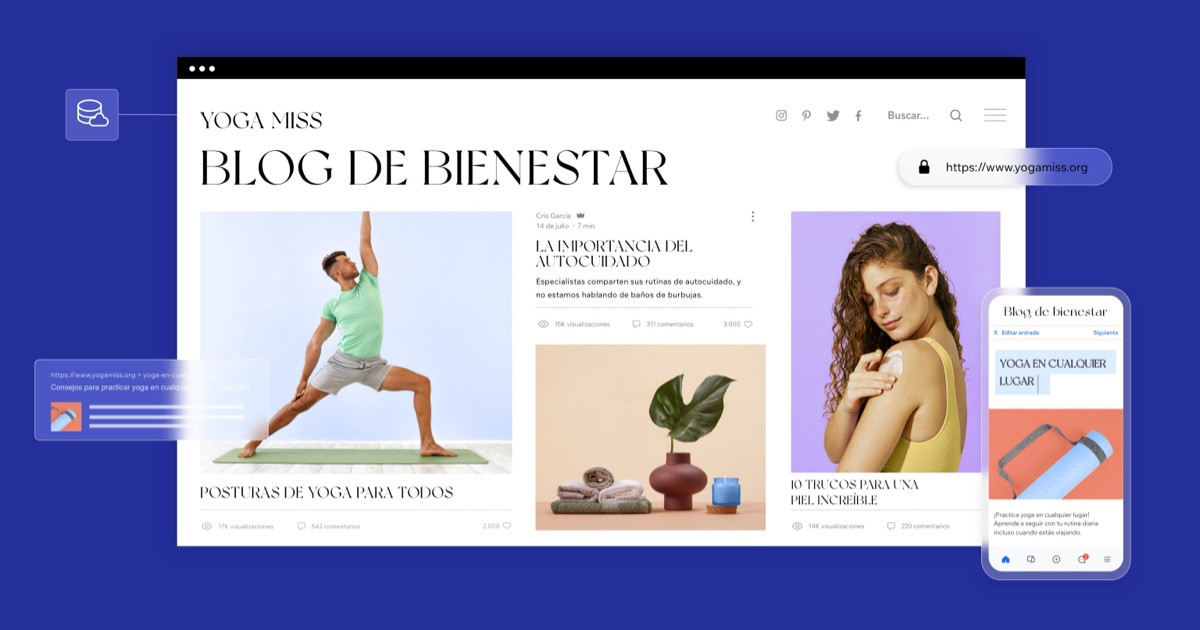 YOGA MISS
Buscar...
BLOG DE BIENESTAR
https://www.yogamiss.org
Cris García
14 de julio · 7 min
LA IMPORTANCIA DEL
AUTOCUIDADO
Especialistas comparten sus rutinas de autocuidado, y
no estamos hablando de baños de burbujas.
15K visualizaciones
311 comentarios
3.000
POSTURAS DE YOGA PARA TODOS
17K visualizaciones
542 comentarios
2.000
10 TRUCOS PARA UNA
PIEL INCREÍBLE
14K visualizaciones
220 comentarios
https://www.yogamiss.org > yoga-en-
Consejos para practicar yoga en
Blog de bienestar
X Editar entrada
Siguiente
YOGA EN CUALQUIER
LUGAR
¡Practica yoga en cualquier lugar!
Aprende a seguir con tu rutina diaria
incluso cuando estás viajando.